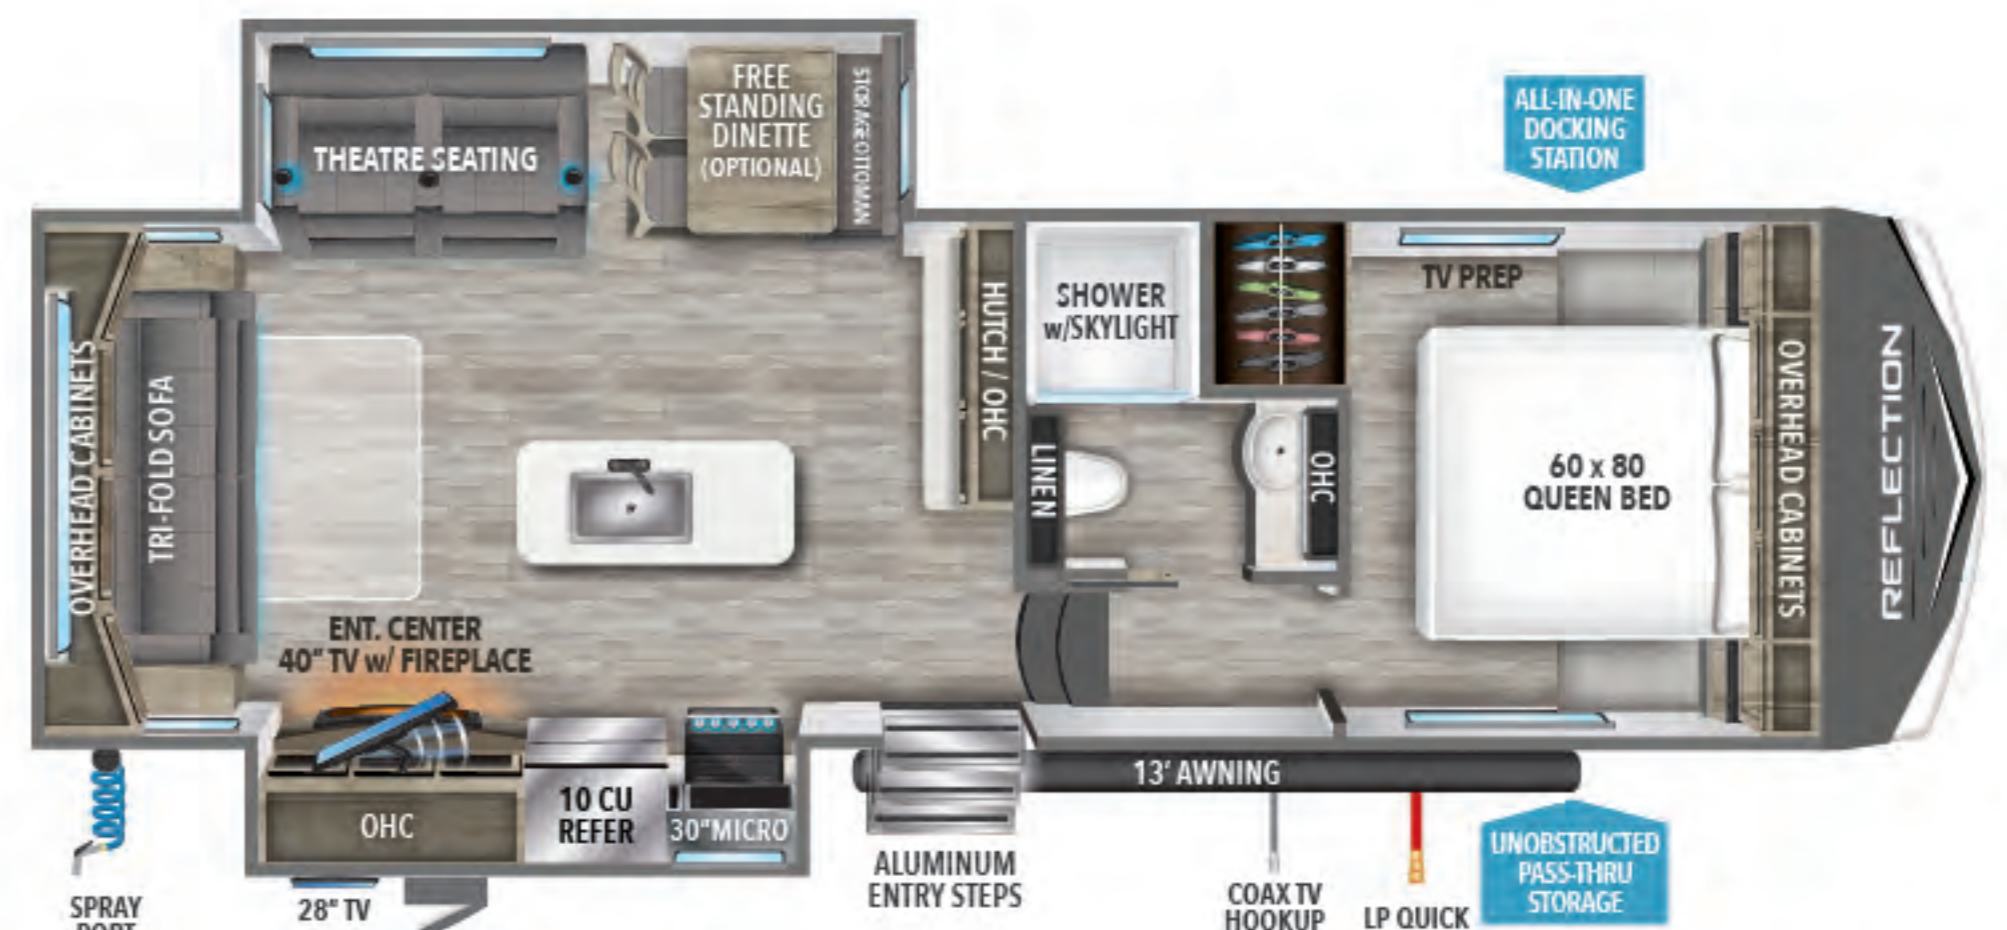 THEATRE SEATING
FREE
STANDING
DINETTE
(OPTIONAL)
STORAGE OTTOMAN
ALL-IN-ONE
DOCKING
STATION
OVERHEAD CABINETS
TRI-FOLD SOFA
HUTCH / OHC
SHOWER
w/SKYLIGHT
TV PREP
LINEN
OHC
60 x 80
QUEEN BED
OVERHEAD CABINETS
REFLECTION
ENT. CENTER
40" TV w/ FIREPLACE
OHC
10 CU
REFER
30"MICRO
13' AWNING
ALUMINUM
ENTRY STEPS
COAX TV
HOOKUP
LP QUICK
UNOBSTRUCTED
PASS-THRU
STORAGE
28" TV
SPRAY
PORT